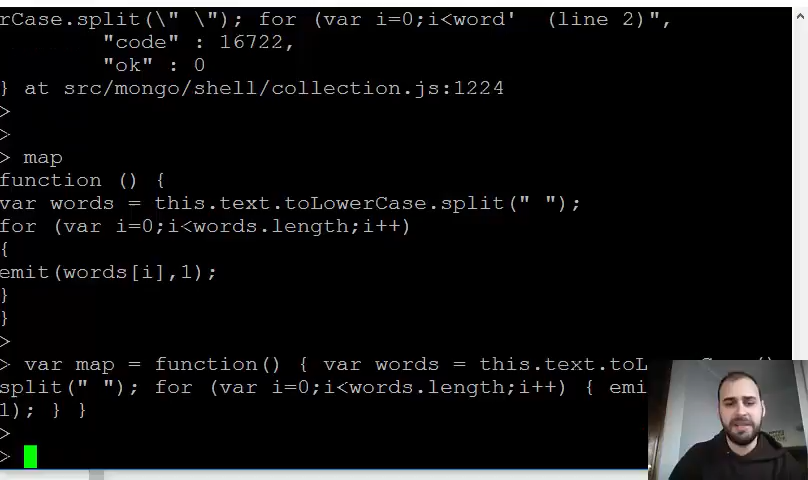 rCase.split(\" \"); for (var i=0;i<word'  (line 2)",
"code" : 16722,
"ok" : 0
} at src/mongo/shell/collection.js:1224
>
>
> map
function () {
var words = this.text.toLowerCase.split(" ");
for (var i=0;i<words.length;i++)
{
emit(words[i],1);
}
}
>
> var map = function() { var words = this.text.toL
split(" "); for (var i=0;i<words.length;i++) { emi
1); } }
>
>